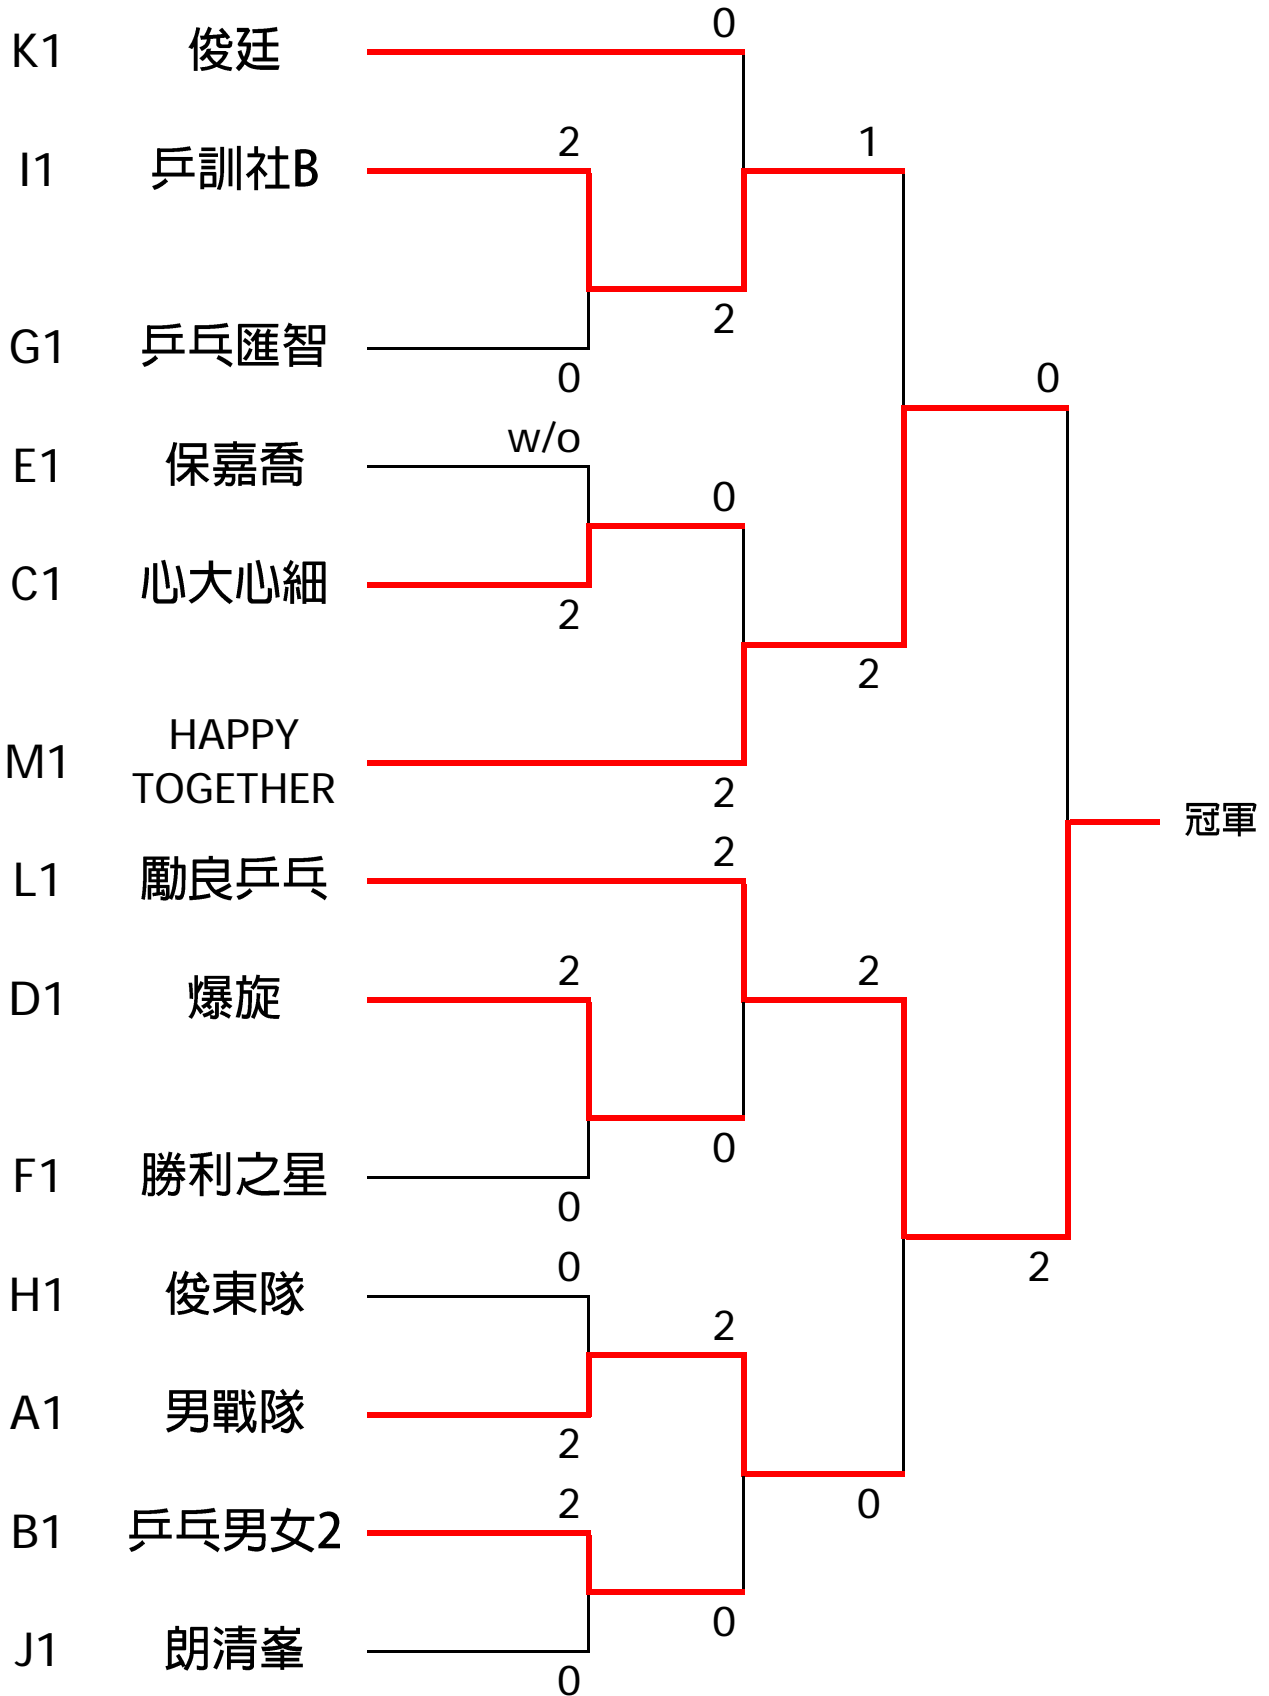 0
K1 俊廷
2 1
I1 乒訓社B
2
G1 乒乓匯智
0 0
w/o
E1 保嘉喬
0
C1 心大心細
2
2
HAPPY
M1
TOGETHER
2
冠軍
2
L1 勵良乒乓
2 2
D1 爆旋
0
F1 勝利之星
0
0 2
H1 俊東隊
2
A1 男戰隊
2
2 0
B1 乒乓男女2
0
J1 朗清峯
0